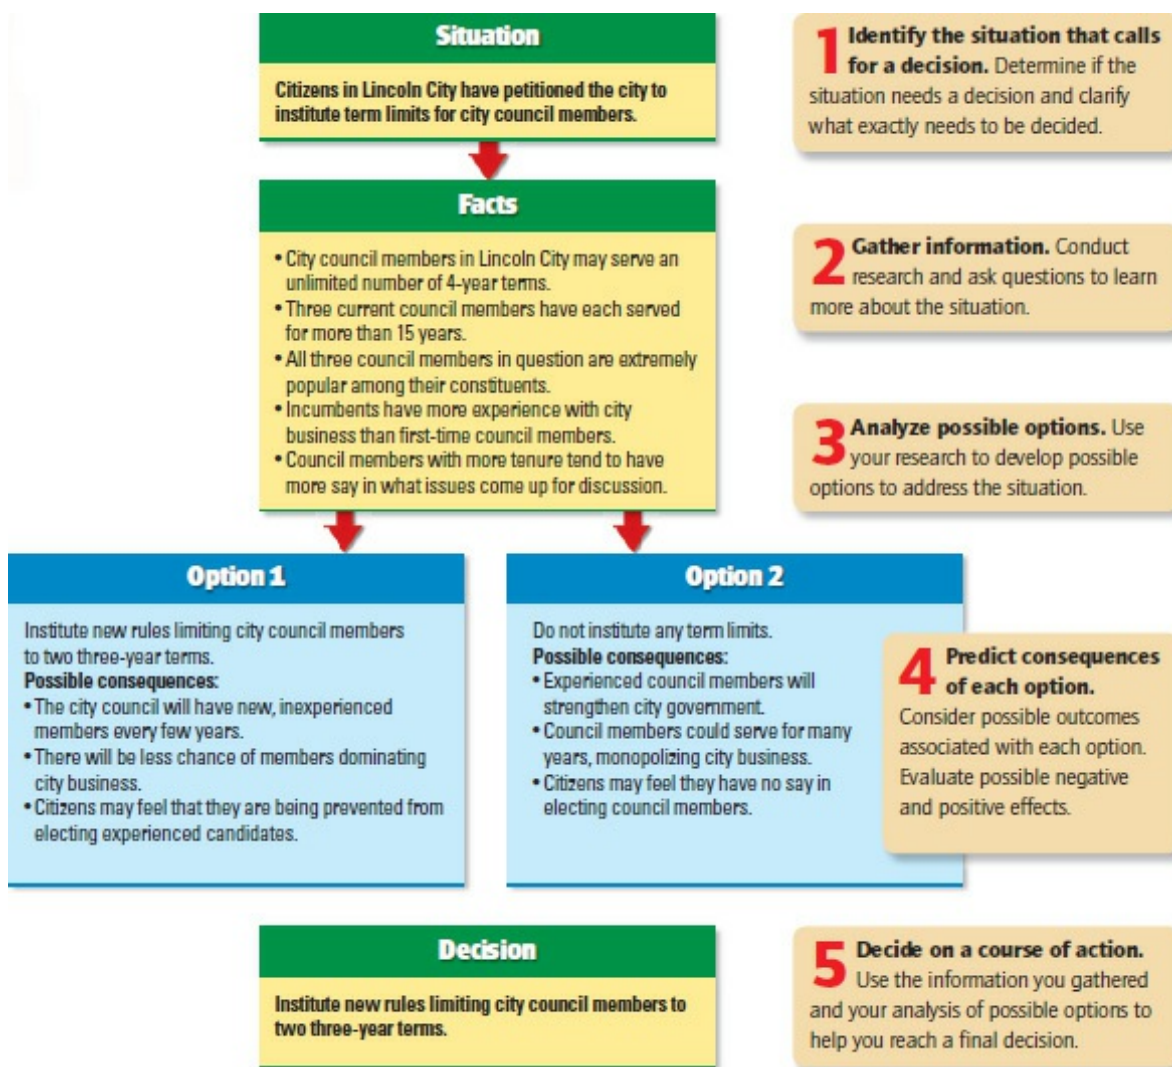 Situation
Citizens in Lincoln City have petitioned the city to
institute term limits for city council members.
1 Identify the situation that calls
for a decision. Determine if the
situation needs a decision and clarify
what exactly needs to be decided.
Facts
• City council members in Lincoln City may serve an
unlimited number of 4-year terms.
• Three current council members have each served
for more than 15 years.
• All three council members in question are extremely
popular among their constituents.
• Incumbents have more experience with city
business than first-time council members.
• Council members with more tenure tend to have
more say in what issues come up for discussion.
2 Gather information. Conduct
research and ask questions to learn
more about the situation.
3 Analyze possible options. Use
your research to develop possible
options to address the situation.
Option 1
Institute new rules limiting city council members
to two three-year terms.
Possible consequences:
• The city council will have new, inexperienced
members every few years.
• There will be less chance of members dominating
city business.
• Citizens may feel that they are being prevented from
electing experienced candidates.
Option 2
Do not institute any term limits.
Possible consequences:
• Experienced council members will
strengthen city government.
• Council members could serve for many
years, monopolizing city business.
• Citizens may feel they have no say in
electing council members.
4 Predict consequences
of each option.
Consider possible outcomes
associated with each option.
Evaluate possible negative
and positive effects.
Decision
Institute new rules limiting city council members to
two three-year terms.
5 Decide on a course of action.
Use the information you gathered
and your analysis of possible options to
help you reach a final decision.